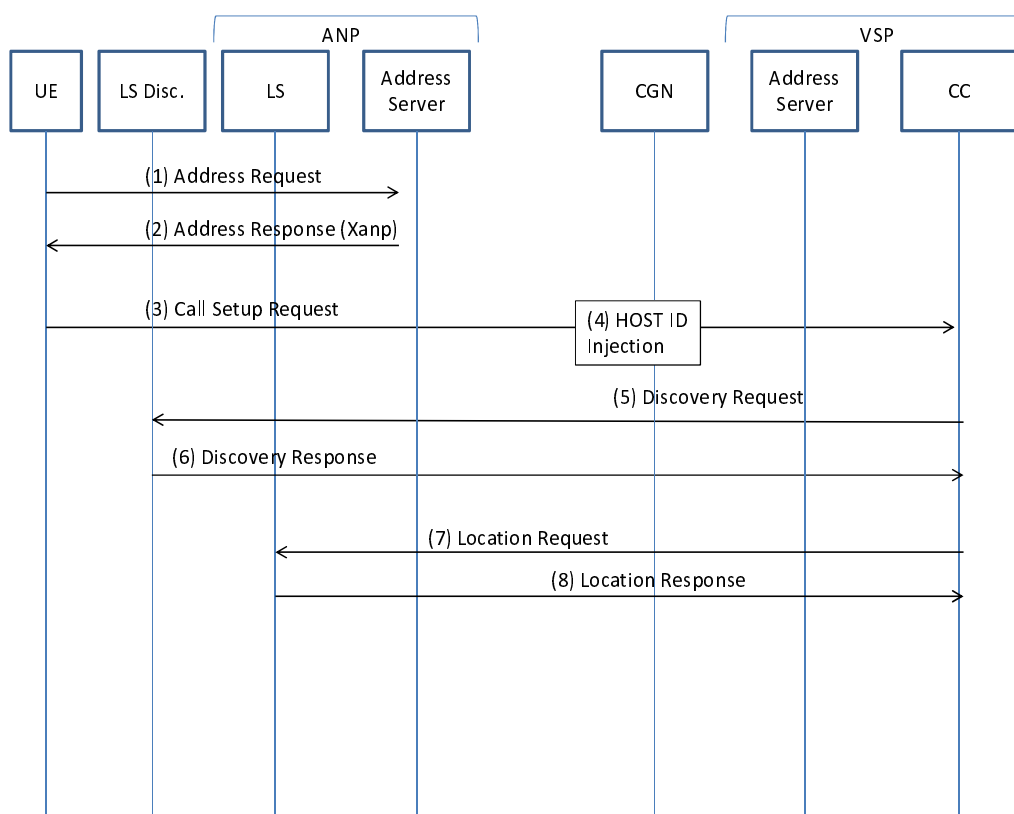 ANP
VSP
UE
LS Disc.
LS
Address
Server
CGN
Address
Server
CC
(1) Address Request
(2) Address Response (Xanp)
(3) Call Setup Request
(4) HOST ID
Injection
(5) Discovery Request
(6) Discovery Response
(7) Location Request
(8) Location Response